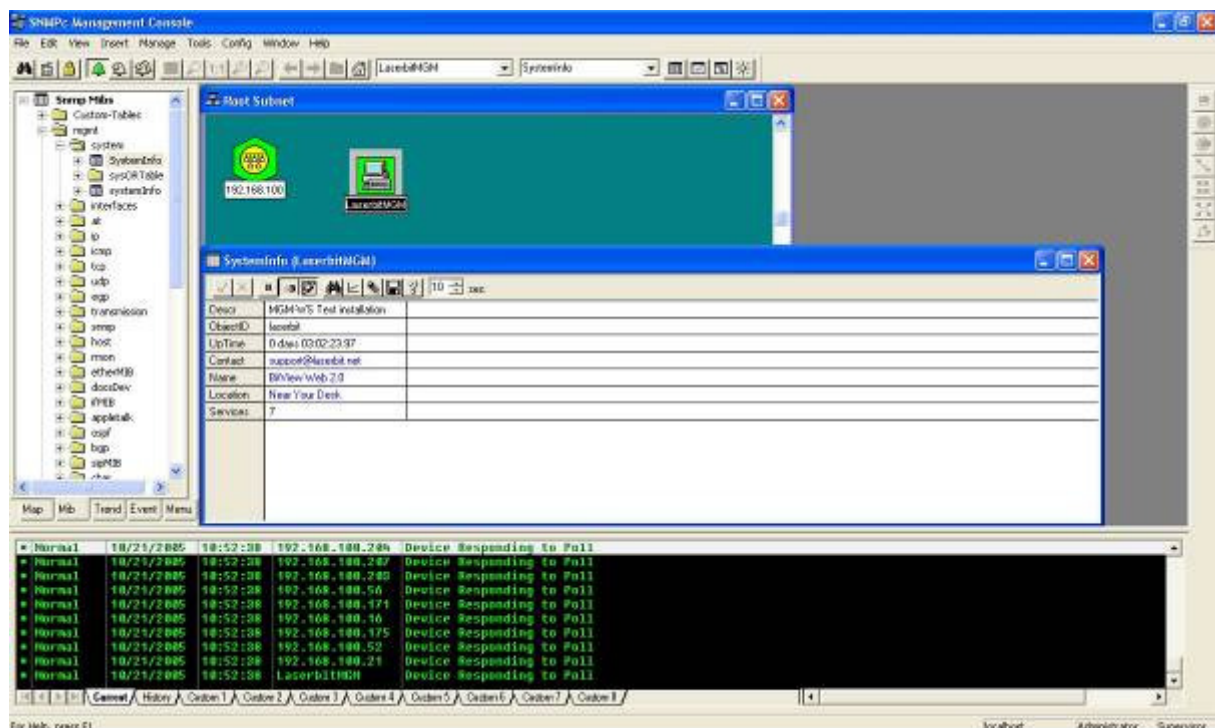 SNMPc Management Console
File Edit View Insert Manage Tools Config Window Help
LaserbitMGM SystemInfo
Snmp Mibs
Custom-Tables
mgmt
system
SystemInfo
sysORTable
systemInfo
interfaces
at
ip
icmp
tcp
udp
egp
transmission
snmp
host
rmon
etherMIB
docsDev
ifMIB
appletalk
ospf
bgp
sipMIB
char
Map Mib Trend Event Menu
Root Subnet
192.168.100
LaserbitMGM
SystemInfo (LaserbitMGM)
10 sec
Descr MGM-WS Test installation
ObjectID laserbit
UpTime 0 days 03:02:23.97
Contact support@laserbit.net
Name BitView Web 2.0
Location Near Your Desk
Services 7
Normal 10/21/2005 10:52:38 192.168.100.204 Device Responding to Poll
Normal 10/21/2005 10:52:38 192.168.100.207 Device Responding to Poll
Normal 10/21/2005 10:52:38 192.168.100.208 Device Responding to Poll
Normal 10/21/2005 10:52:38 192.168.100.56 Device Responding to Poll
Normal 10/21/2005 10:52:38 192.168.100.171 Device Responding to Poll
Normal 10/21/2005 10:52:38 192.168.100.16 Device Responding to Poll
Normal 10/21/2005 10:52:38 192.168.100.175 Device Responding to Poll
Normal 10/21/2005 10:52:38 192.168.100.52 Device Responding to Poll
Normal 10/21/2005 10:52:38 192.168.100.21 Device Responding to Poll
Normal 10/21/2005 10:52:38 LaserbitMGM Device Responding to Poll
Current History Custom 1 Custom 2 Custom 3 Custom 4 Custom 5 Custom 6 Custom 7 Custom 8
For Help, press F1 localhost Administrator Supervisor